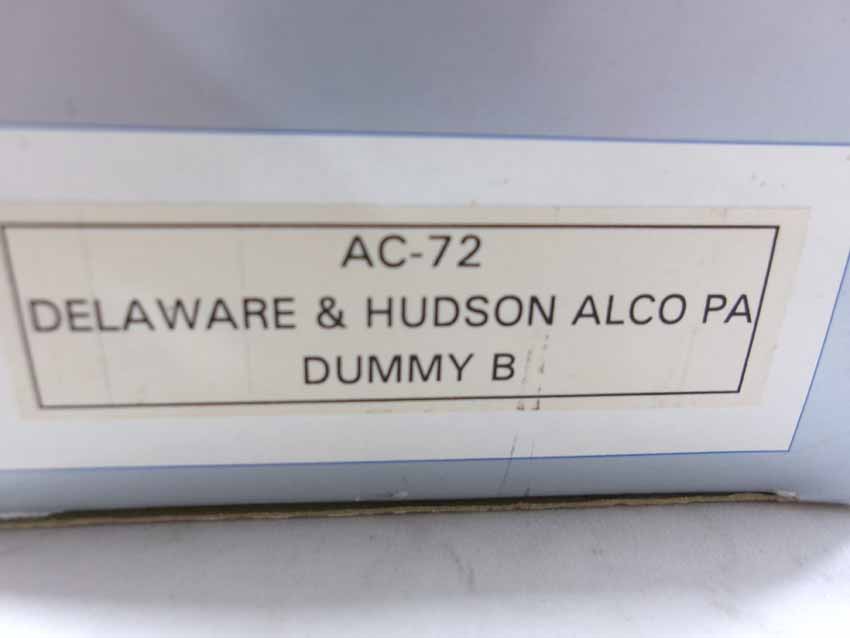 AC-72
DELAWARE & HUDSON ALCO PA
DUMMY B